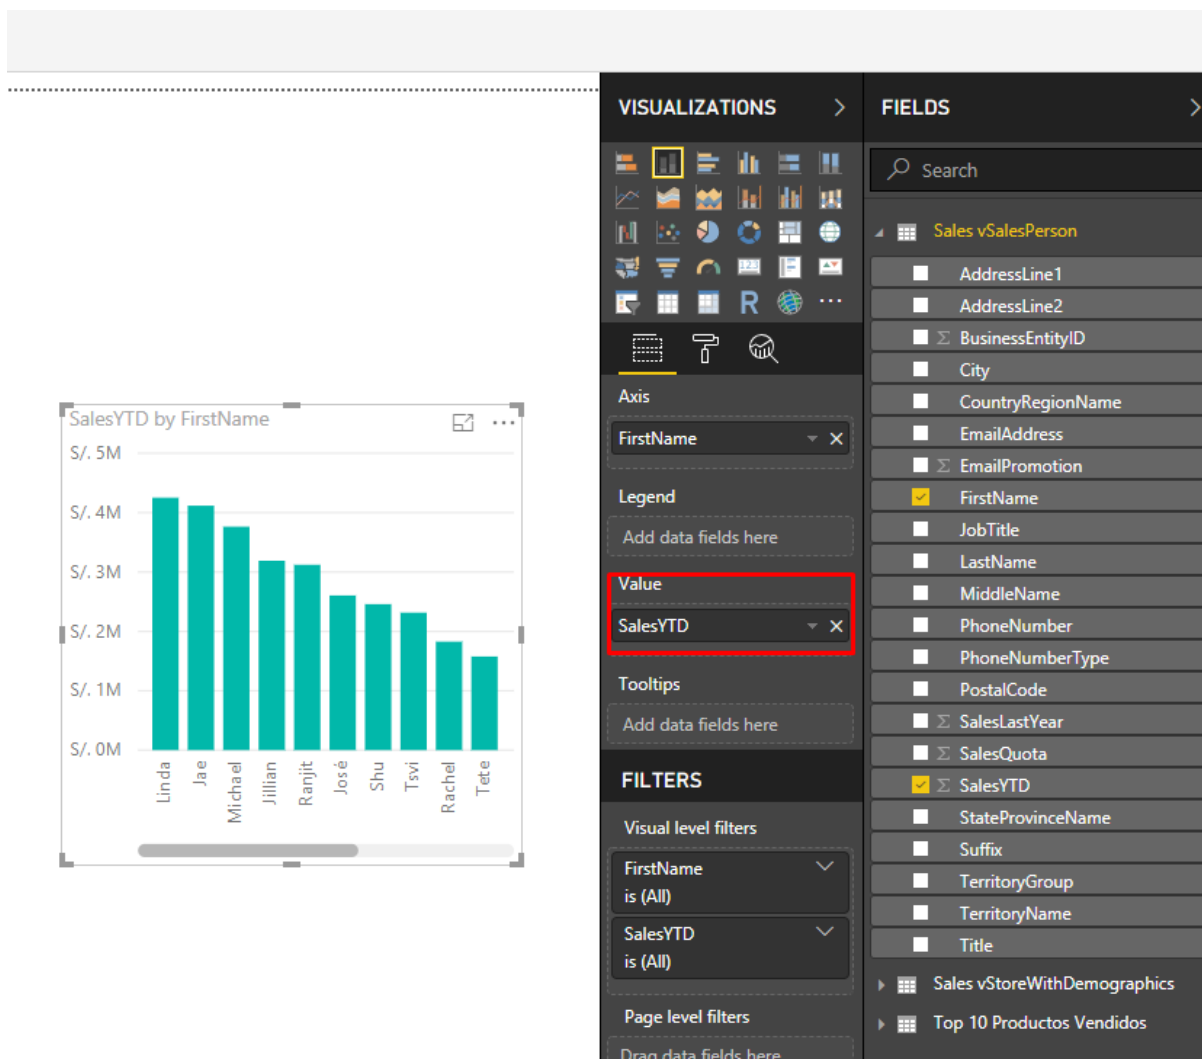 SalesYTD by FirstName
S/. 5M
S/. 4M
S/. 3M
S/. 2M
S/. 1M
S/. 0M
Linda
Jae
Michael
Jillian
Ranjit
José
Shu
Tsvi
Rachel
Tete
VISUALIZATIONS
123
R
Axis
FirstName
Legend
Add data fields here
Value
SalesYTD
Tooltips
Add data fields here
FILTERS
Visual level filters
FirstName
is (All)
SalesYTD
is (All)
Page level filters
Drag data fields here
FIELDS
Search
Sales vSalesPerson
AddressLine1
AddressLine2
Σ BusinessEntityID
City
CountryRegionName
EmailAddress
Σ EmailPromotion
FirstName
JobTitle
LastName
MiddleName
PhoneNumber
PhoneNumberType
PostalCode
Σ SalesLastYear
Σ SalesQuota
Σ SalesYTD
StateProvinceName
Suffix
TerritoryGroup
TerritoryName
Title
Sales vStoreWithDemographics
Top 10 Productos Vendidos